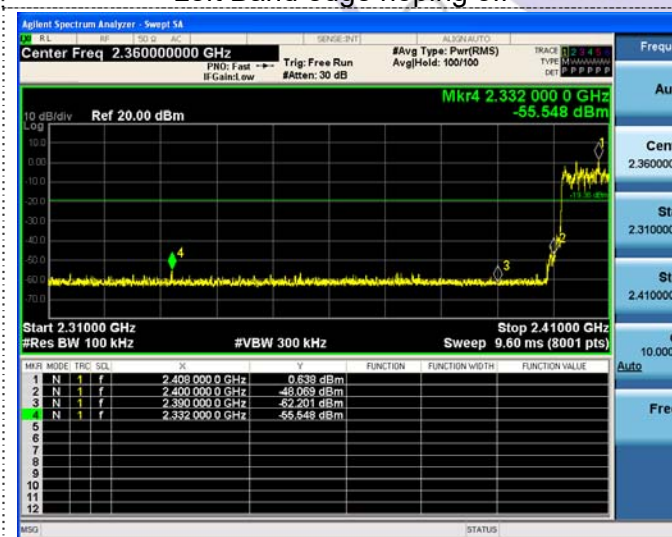 Agilent Spectrum Analyzer - Swept SA
RL RF 50 Ω AC SENSE:INT ALIGN AUTO
Center Freq 2.360000000 GHz #Avg Type: Pwr(RMS) TRACE 1 2 3 4 5 6
PNO: Fast Trig: Free Run Avg|Hold: 100/100 TYPE
IFGain:Low #Atten: 30 dB DET P P P P P P
Mkr4 2.332 000 0 GHz
10 dB/div Ref 20.00 dBm -55.548 dBm
Log
10.0
0.00
-10.0
-20.0
-30.0
-40.0
-50.0
-60.0
-70.0
1
2
3
4
Start 2.31000 GHz Stop 2.41000 GHz
#Res BW 100 kHz #VBW 300 kHz Sweep 9.60 ms (8001 pts)
MKR MODE TRC SCL X Y FUNCTION FUNCTION WIDTH FUNCTION VALUE
1 N 1 f 2.408 000 0 GHz 0.638 dBm
2 N 1 f 2.400 000 0 GHz -48.069 dBm
3 N 1 f 2.390 000 0 GHz -62.201 dBm
4 N 1 f 2.332 000 0 GHz -55.548 dBm
5
6
7
8
9
10
11
12
MSG STATUS
Frequ
Au
Cen
2.36000
St
2.31000
St
2.41000
10.000
Auto
Fre